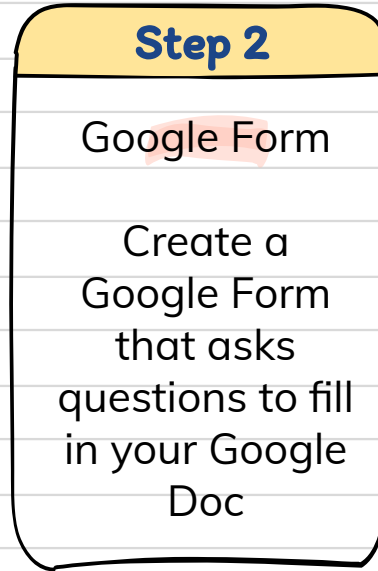 Step 2
Google Form
Create a
Google Form
that asks
questions to fill
in your Google
Doc